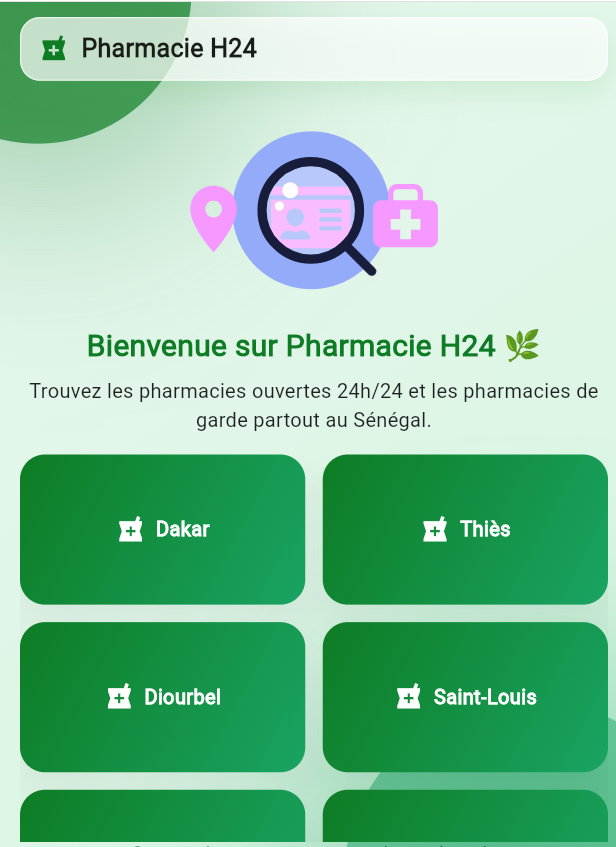 Pharmacie H24
Bienvenue sur Pharmacie H24 🌿
Trouvez les pharmacies ouvertes 24h/24 et les pharmacies de
garde partout au Sénégal.
Dakar
Thiès
Diourbel
Saint-Louis